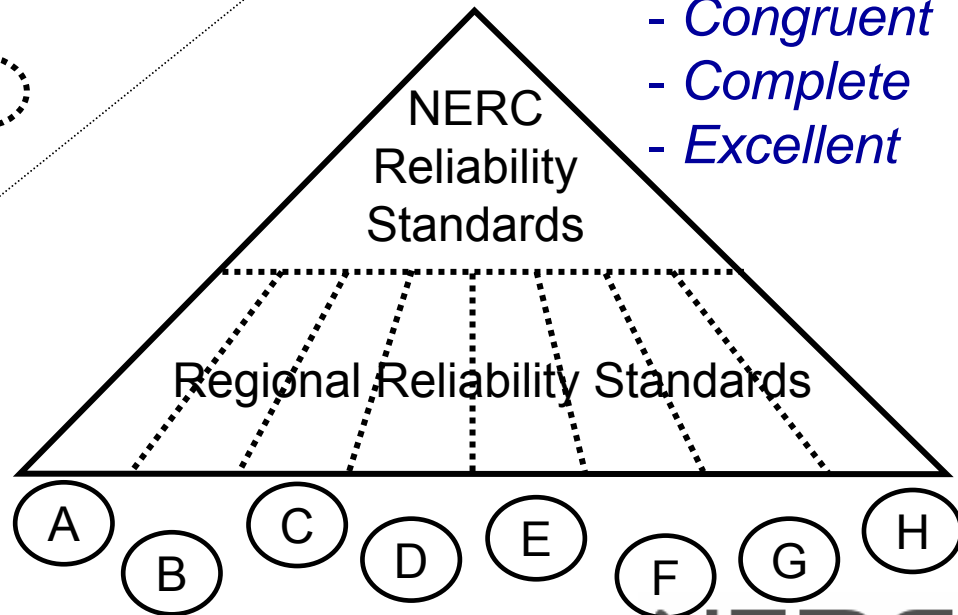 - Congruent
- Complete
- Excellent
NERC
Reliability
Standards
Regional Reliability Standards
A
B
C
D
E
F
G
H